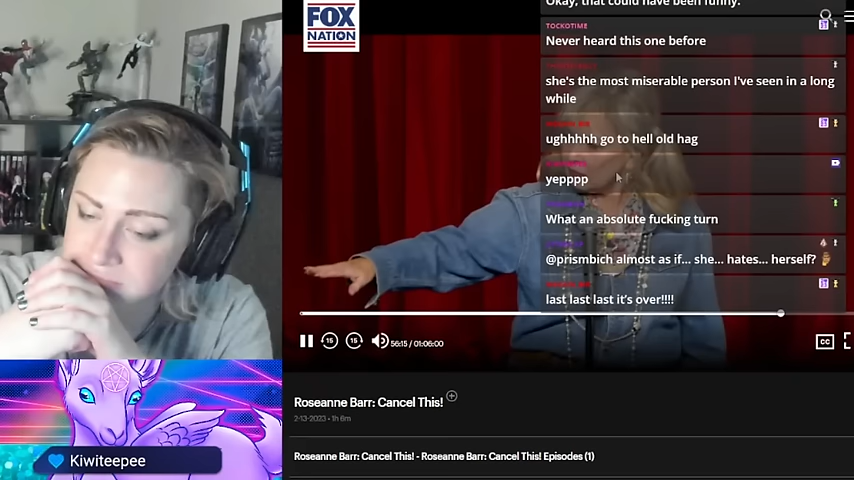 FOX
NATION
Okay, that could have been funny.
TOCKOTIME
Never heard this one before
she's the most miserable person I've seen in a long
while
ughhhhh go to hell old hag
yepppp
What an absolute fucking turn
@prismbich almost as if... she... hates... herself?
last last last it's over!!!!
15
15
56:15 / 01:06:00
CC
Roseanne Barr: Cancel This!
2-13-2023 • 1h 6m
Roseanne Barr: Cancel This! - Roseanne Barr: Cancel This! Episodes (1)
Kiwiteepee